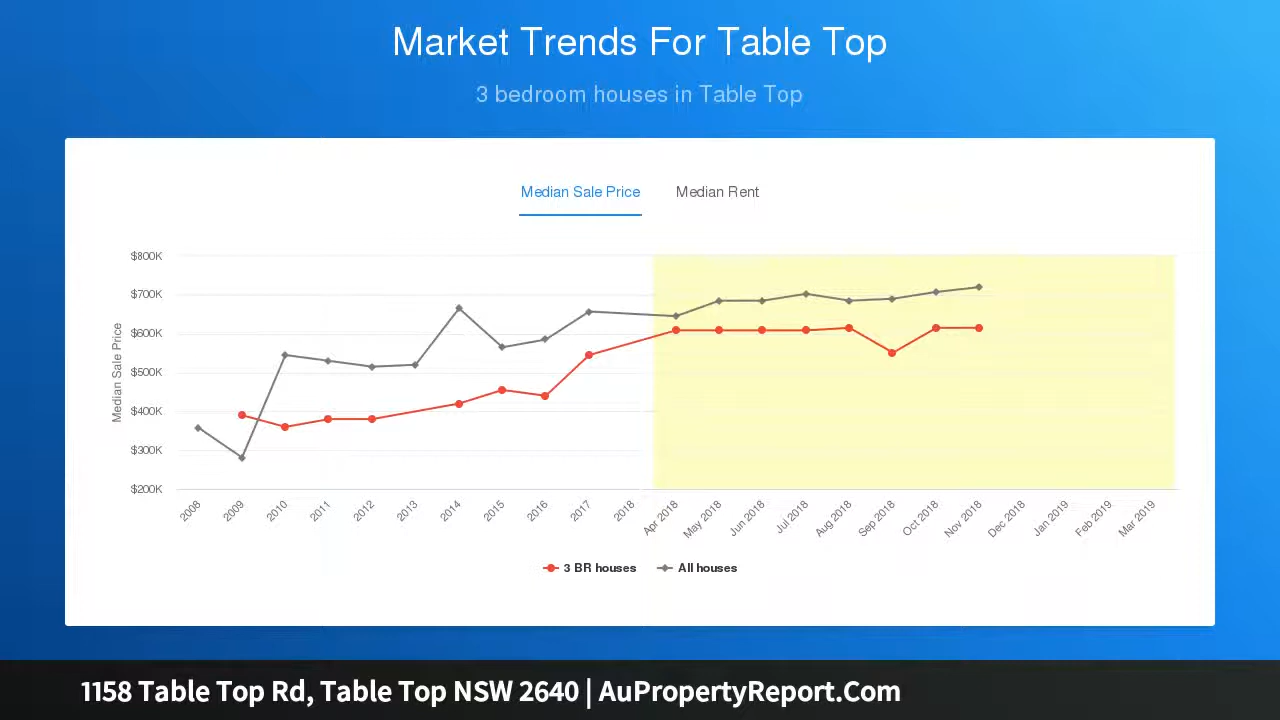 Market Trends For Table Top
3 bedroom houses in Table Top
Median Sale Price Median Rent
Median Sale Price
$800K
$700K
$600K
$500K
$400K
$300K
$200K
2008 2009 2010 2011 2012 2013 2014 2015 2016 2017 2018 Apr 2018 May 2018 Jun 2018 Jul 2018 Aug 2018 Sep 2018 Oct 2018 Nov 2018 Dec 2018 Jan 2019 Feb 2019 Mar 2019
3 BR houses All houses
1158 Table Top Rd, Table Top NSW 2640 | AuPropertyReport.Com